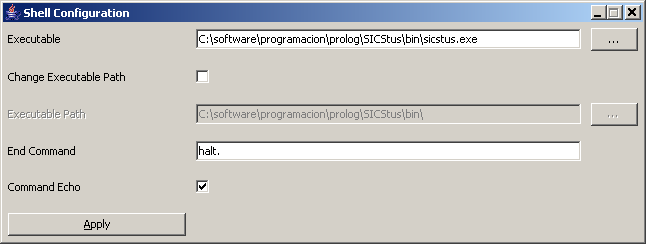 Shell Configuration
Executable C:\software\programacion\prolog\SICStus\bin\sicstus.exe ...
Change Executable Path
Executable Path C:\software\programacion\prolog\SICStus\bin\ ...
End Command halt.
Command Echo
Apply